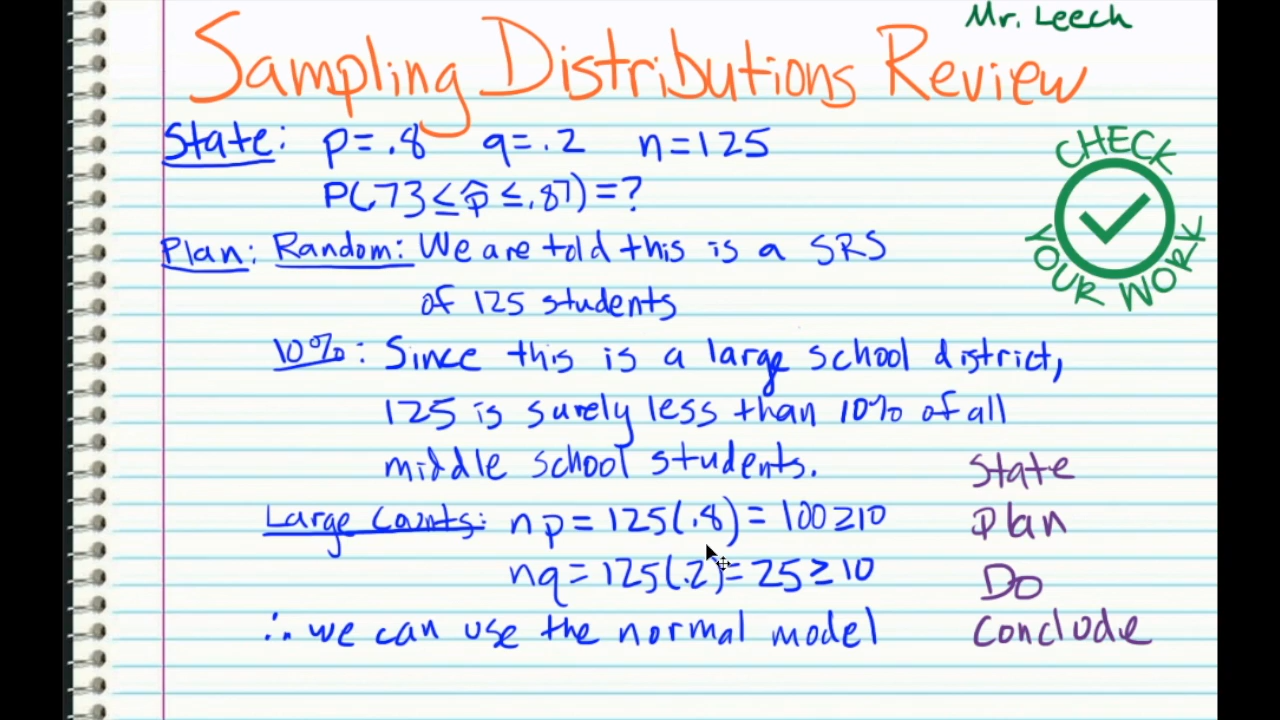 Mr. Leech
Sampling Distributions Review
State: p=.8 q=.2 n=125
P(.73≤p̂≤.87)=?
CHECK
YOUR WORK
Plan: Random: We are told this is a SRS
of 125 students
10%: Since this is a large school district,
125 is surely less than 10% of all
middle school students.
Large Counts: np=125(.8)=100≥10
nq=125(.2)=25≥10
∴ we can use the normal model
State
Plan
Do
Conclude